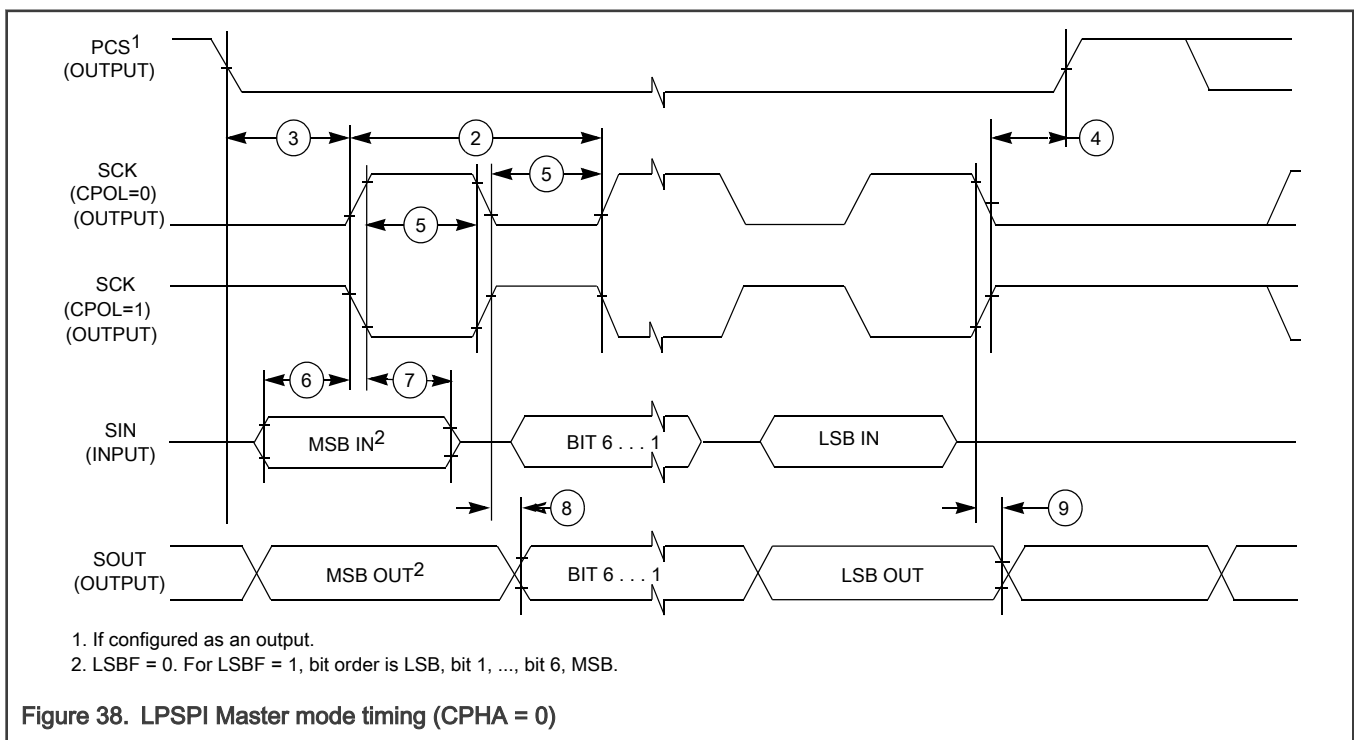 PCS1
(OUTPUT)
3
2
4
SCK
(CPOL=0)
(OUTPUT)
5
5
SCK
(CPOL=1)
(OUTPUT)
6
7
SIN
(INPUT)
MSB IN2
BIT 6 . . . 1
LSB IN
8
9
SOUT
(OUTPUT)
MSB OUT2
BIT 6 . . . 1
LSB OUT
1. If configured as an output.
2. LSBF = 0. For LSBF = 1, bit order is LSB, bit 1, ..., bit 6, MSB.
Figure 38. LPSPI Master mode timing (CPHA = 0)